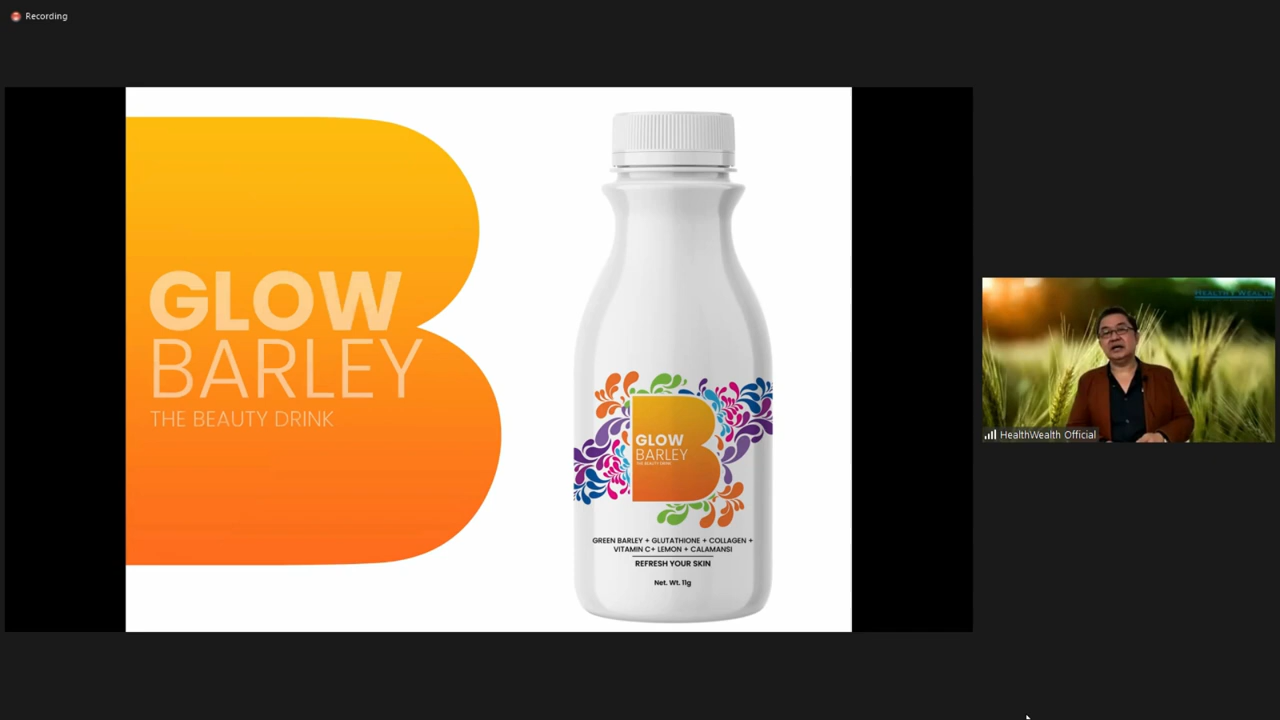 Recording
GLOW
BARLEY
THE BEAUTY DRINK
GLOW
BARLEY
THE BEAUTY DRINK
GREEN BARLEY + GLUTATHIONE + COLLAGEN +
VITAMIN C+ LEMON + CALAMANSI
REFRESH YOUR SKIN
Net. Wt. 11g
HealthWealth Official